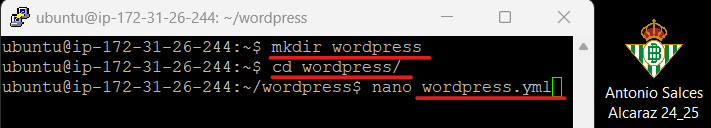 ubuntu@ip-172-31-26-244: ~/wordpress
ubuntu@ip-172-31-26-244:~$ mkdir wordpress
ubuntu@ip-172-31-26-244:~$ cd wordpress/
ubuntu@ip-172-31-26-244:~/wordpress$ nano wordpress.yml
Antonio Salces
Alcaraz 24_25